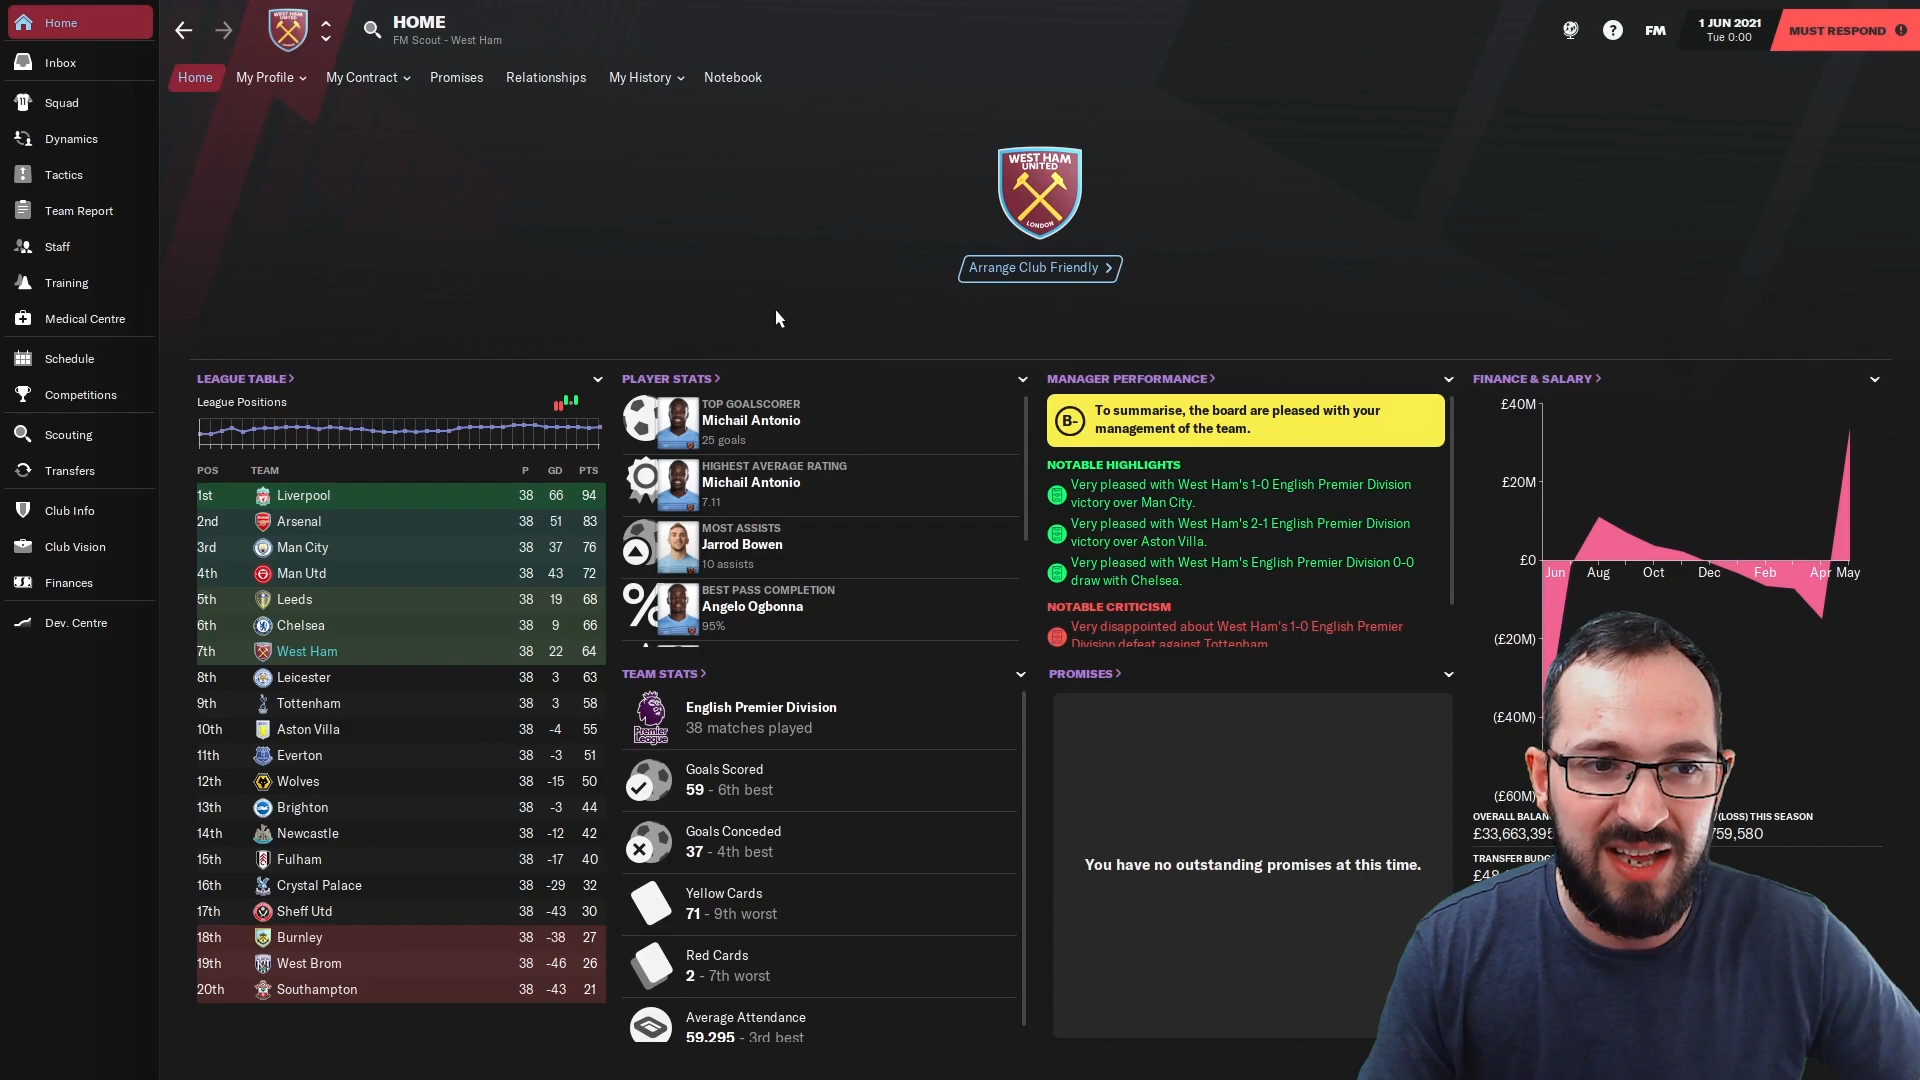 Home
Inbox
Squad
Dynamics
Tactics
Team Report
Staff
Training
Medical Centre
Schedule
Competitions
Scouting
Transfers
Club Info
Club Vision
Finances
Dev. Centre
HOME
FM Scout - West Ham
FM
1 JUN 2021
Tue 0:00
MUST RESPOND
Home My Profile My Contract Promises Relationships My History Notebook
WEST HAM
UNITED
LONDON
Arrange Club Friendly
LEAGUE TABLE
League Positions
POS TEAM P GD PTS
1st Liverpool 38 66 94
2nd Arsenal 38 51 83
3rd Man City 38 37 76
4th Man Utd 38 43 72
5th Leeds 38 19 68
6th Chelsea 38 9 66
7th West Ham 38 22 64
8th Leicester 38 3 63
9th Tottenham 38 3 58
10th Aston Villa 38 -4 55
11th Everton 38 -3 51
12th Wolves 38 -15 50
13th Brighton 38 -3 44
14th Newcastle 38 -12 42
15th Fulham 38 -17 40
16th Crystal Palace 38 -29 32
17th Sheff Utd 38 -43 30
18th Burnley 38 -38 27
19th West Brom 38 -46 26
20th Southampton 38 -43 21
PLAYER STATS
TOP GOALSCORER
Michail Antonio
25 goals
HIGHEST AVERAGE RATING
Michail Antonio
7.11
MOST ASSISTS
Jarrod Bowen
10 assists
BEST PASS COMPLETION
Angelo Ogbonna
95%
TEAM STATS
Premier
League
English Premier Division
38 matches played
Goals Scored
59 - 6th best
Goals Conceded
37 - 4th best
Yellow Cards
71 - 9th worst
Red Cards
2 - 7th worst
Average Attendance
59,295 - 3rd best
MANAGER PERFORMANCE
B-
To summarise, the board are pleased with your
management of the team.
NOTABLE HIGHLIGHTS
Very pleased with West Ham's 1-0 English Premier Division
victory over Man City.
Very pleased with West Ham's 2-1 English Premier Division
victory over Aston Villa.
Very pleased with West Ham's English Premier Division 0-0
draw with Chelsea.
NOTABLE CRITICISM
Very disappointed about West Ham's 1-0 English Premier
Division defeat against Tottenham.
PROMISES
You have no outstanding promises at this time.
FINANCE & SALARY
£40M
£20M
£0
Jun Aug Oct Dec Feb Apr May
(£20M)
(£40M)
(£60M)
OVERALL
£33,663,395
(LOSS) THIS SEASON
759,580
TRANSFER